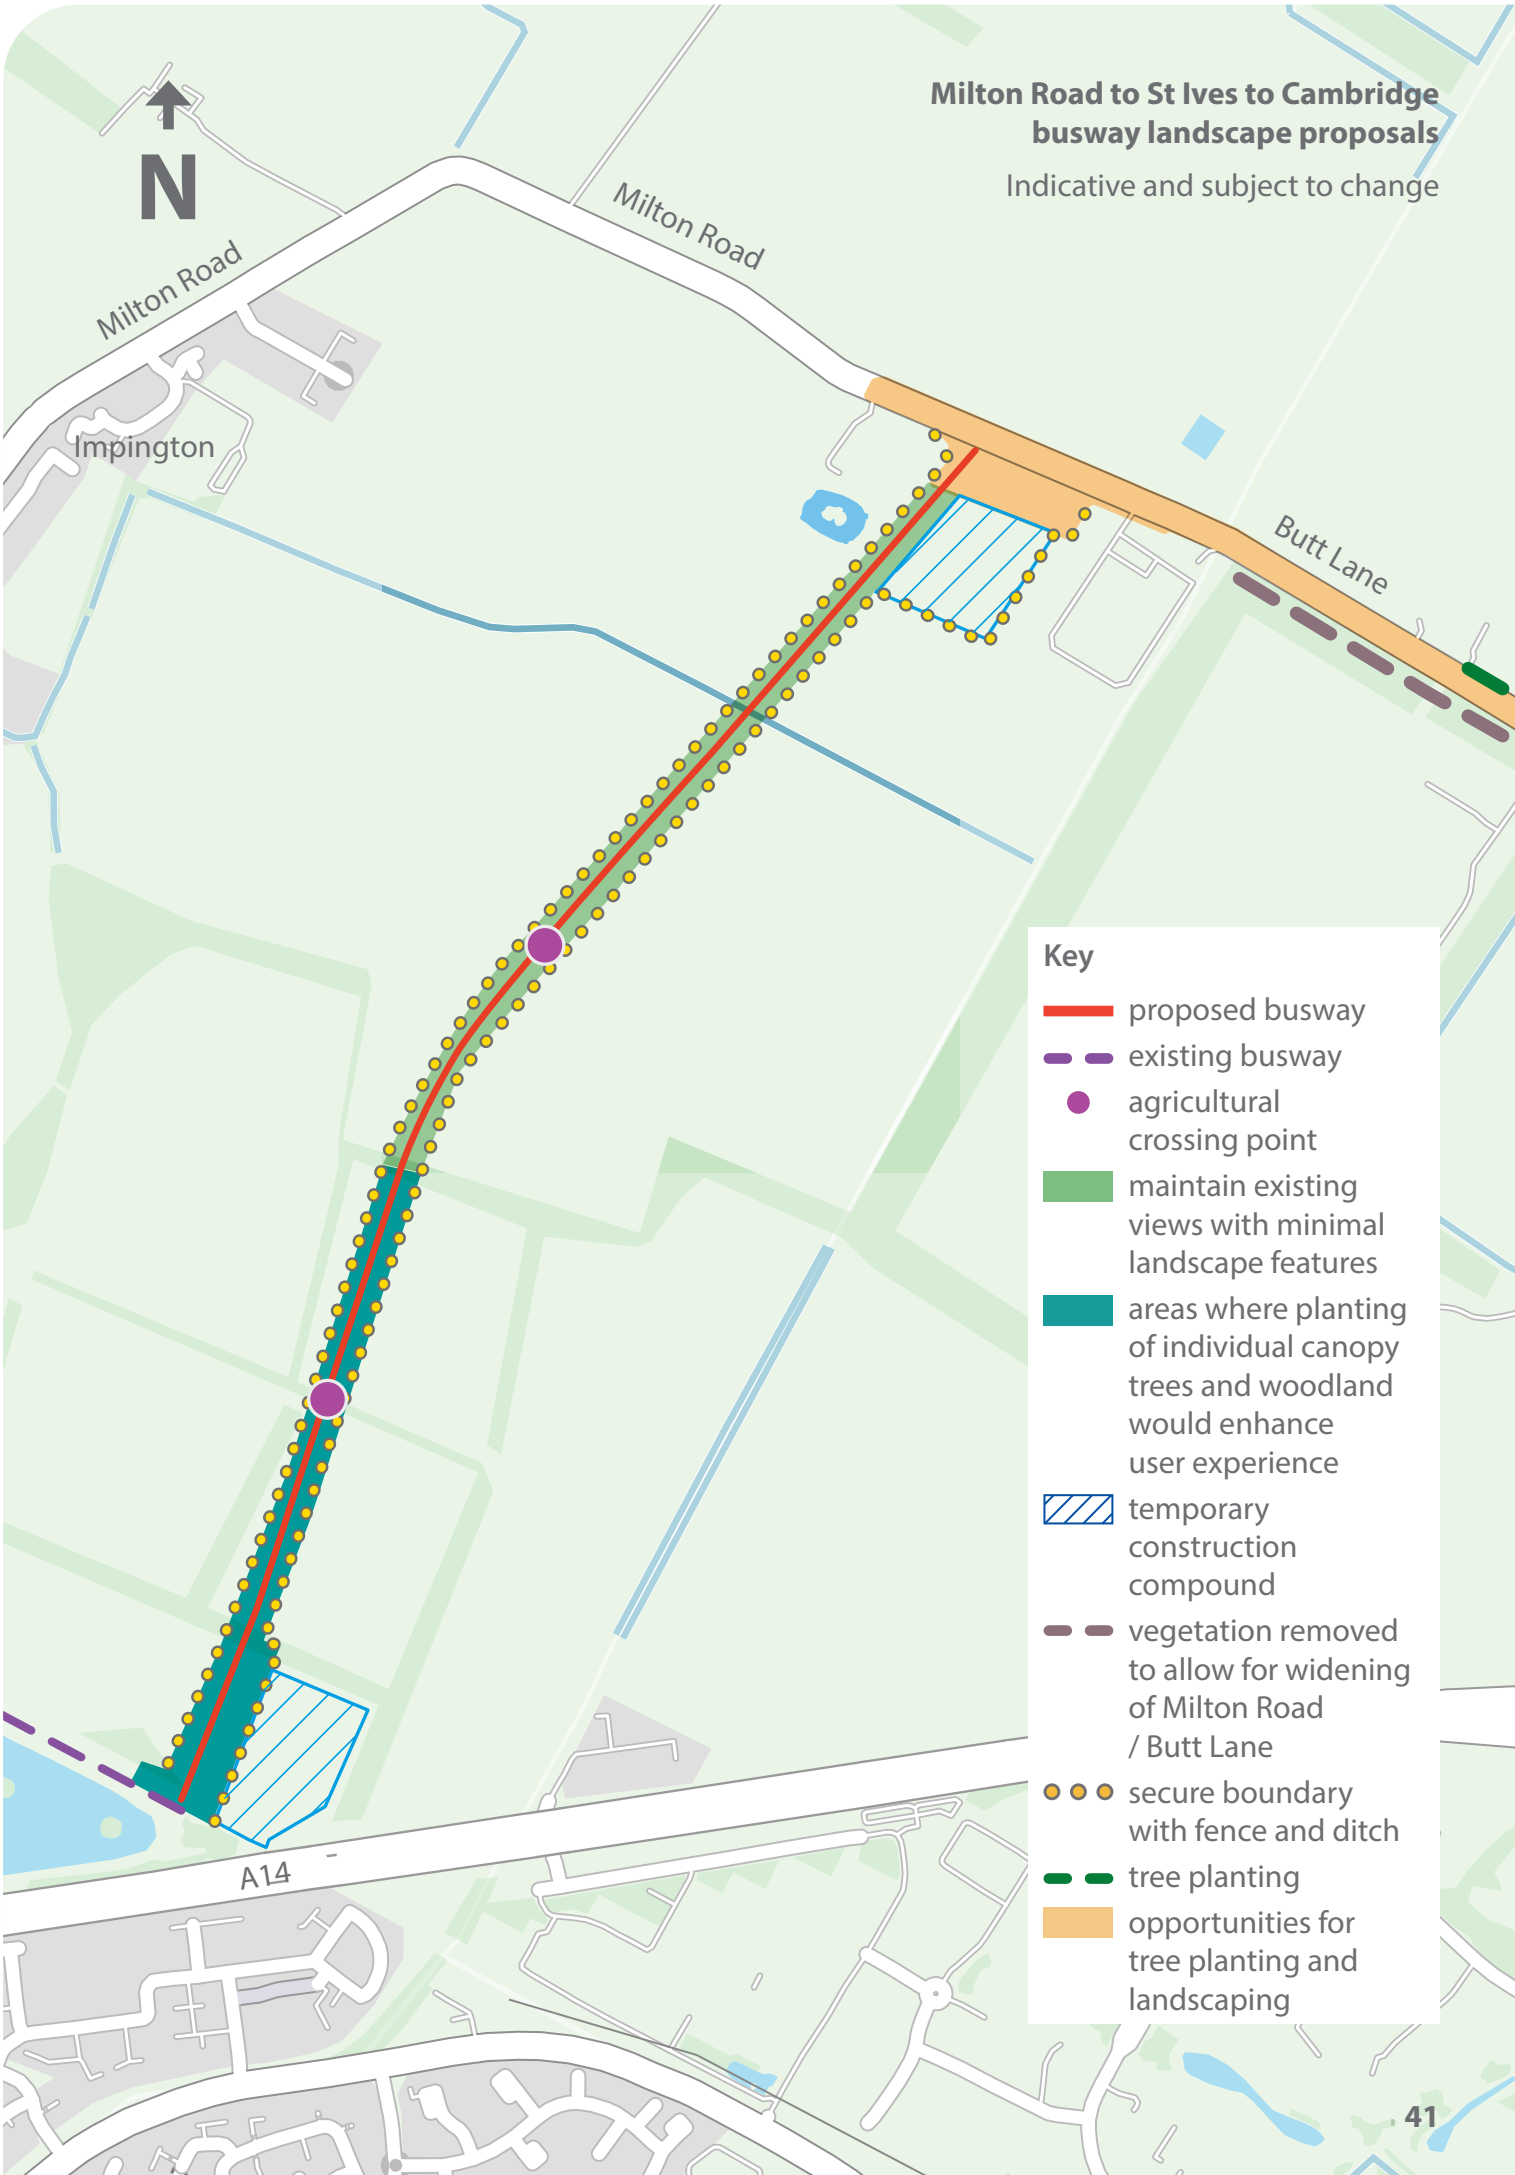 Milton Road to St Ives to Cambridge
busway landscape proposals
Indicative and subject to change
N
Milton Road
Milton Road
Impington
Butt Lane
Key
proposed busway
existing busway
agricultural
crossing point
maintain existing
views with minimal
landscape features
areas where planting
of individual canopy
trees and woodland
would enhance
user experience
temporary
construction
compound
vegetation removed
to allow for widening
of Milton Road
/ Butt Lane
secure boundary
with fence and ditch
tree planting
opportunities for
tree planting and
landscaping
A14
41